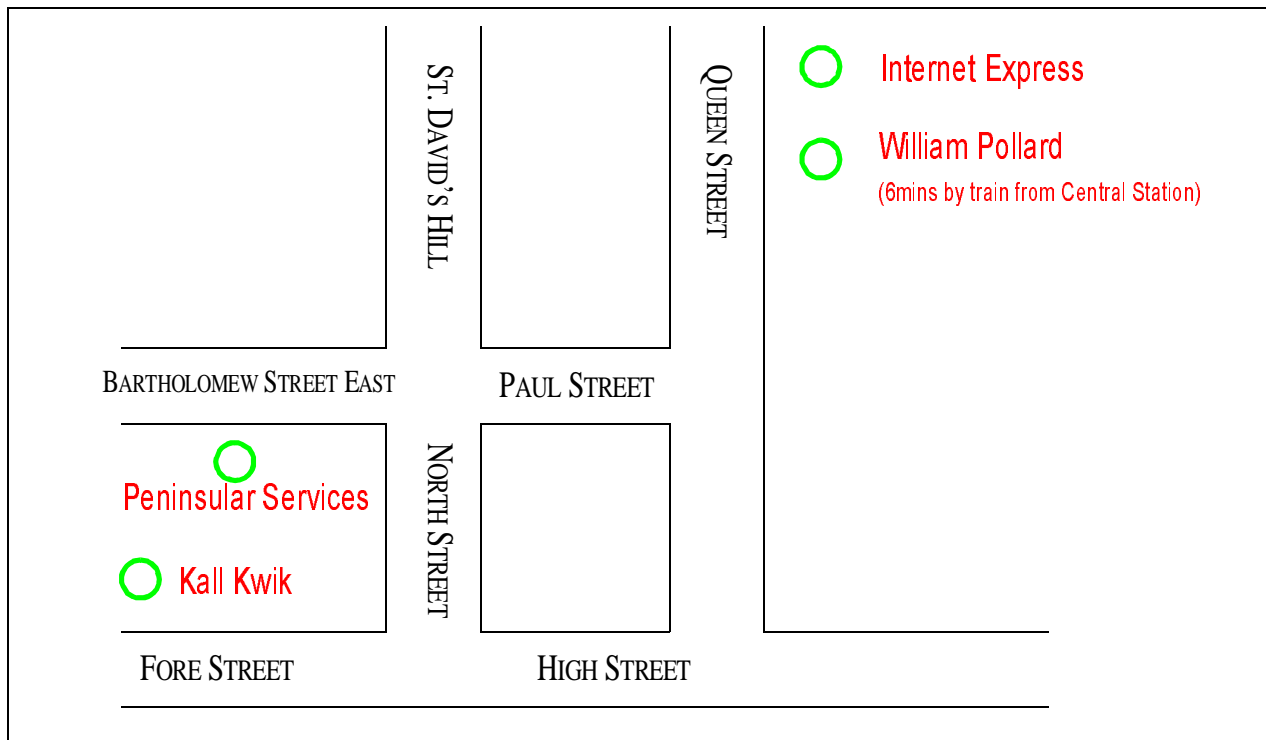 ST. DAVID'S HILL
QUEEN STREET
Internet Express
William Pollard
(6mins by train from Central Station)
BARTHOLOMEW STREET EAST
PAUL STREET
NORTH STREET
Peninsular Services
Kall Kwik
FORE STREET
HIGH STREET